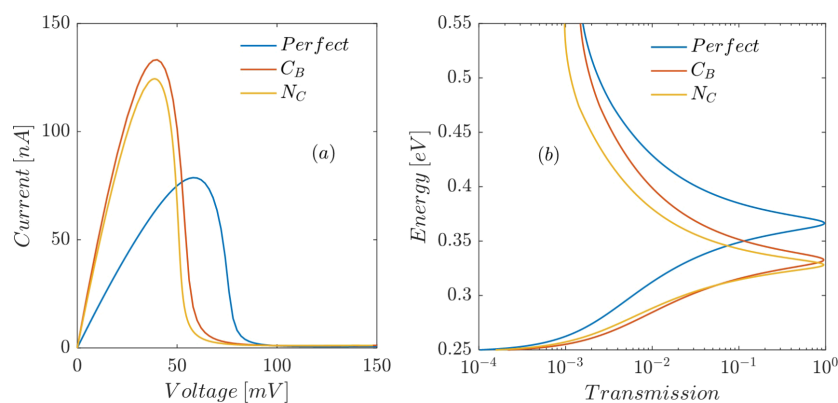 150
100
50
0
0 50 100 150
Current [nA]
Voltage [mV]
Perfect
C_B
N_C
(a)
0.55
0.5
0.45
0.4
0.35
0.3
0.25
10^-4 10^-3 10^-2 10^-1 10^0
Energy [eV]
Transmission
Perfect
C_B
N_C
(b)